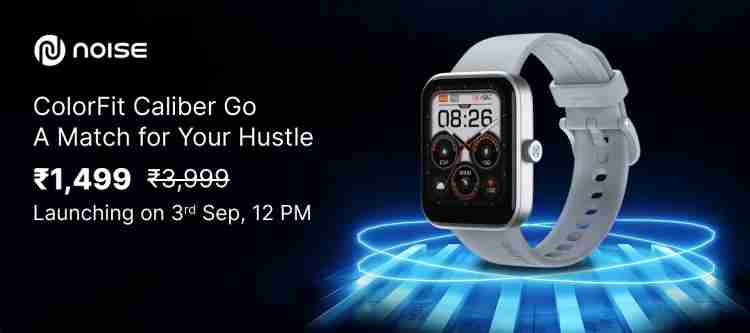 NOISE
ColorFit Caliber Go
A Match for Your Hustle
₹1,499 ₹3,999
Launching on 3rd Sep, 12 PM
08:26